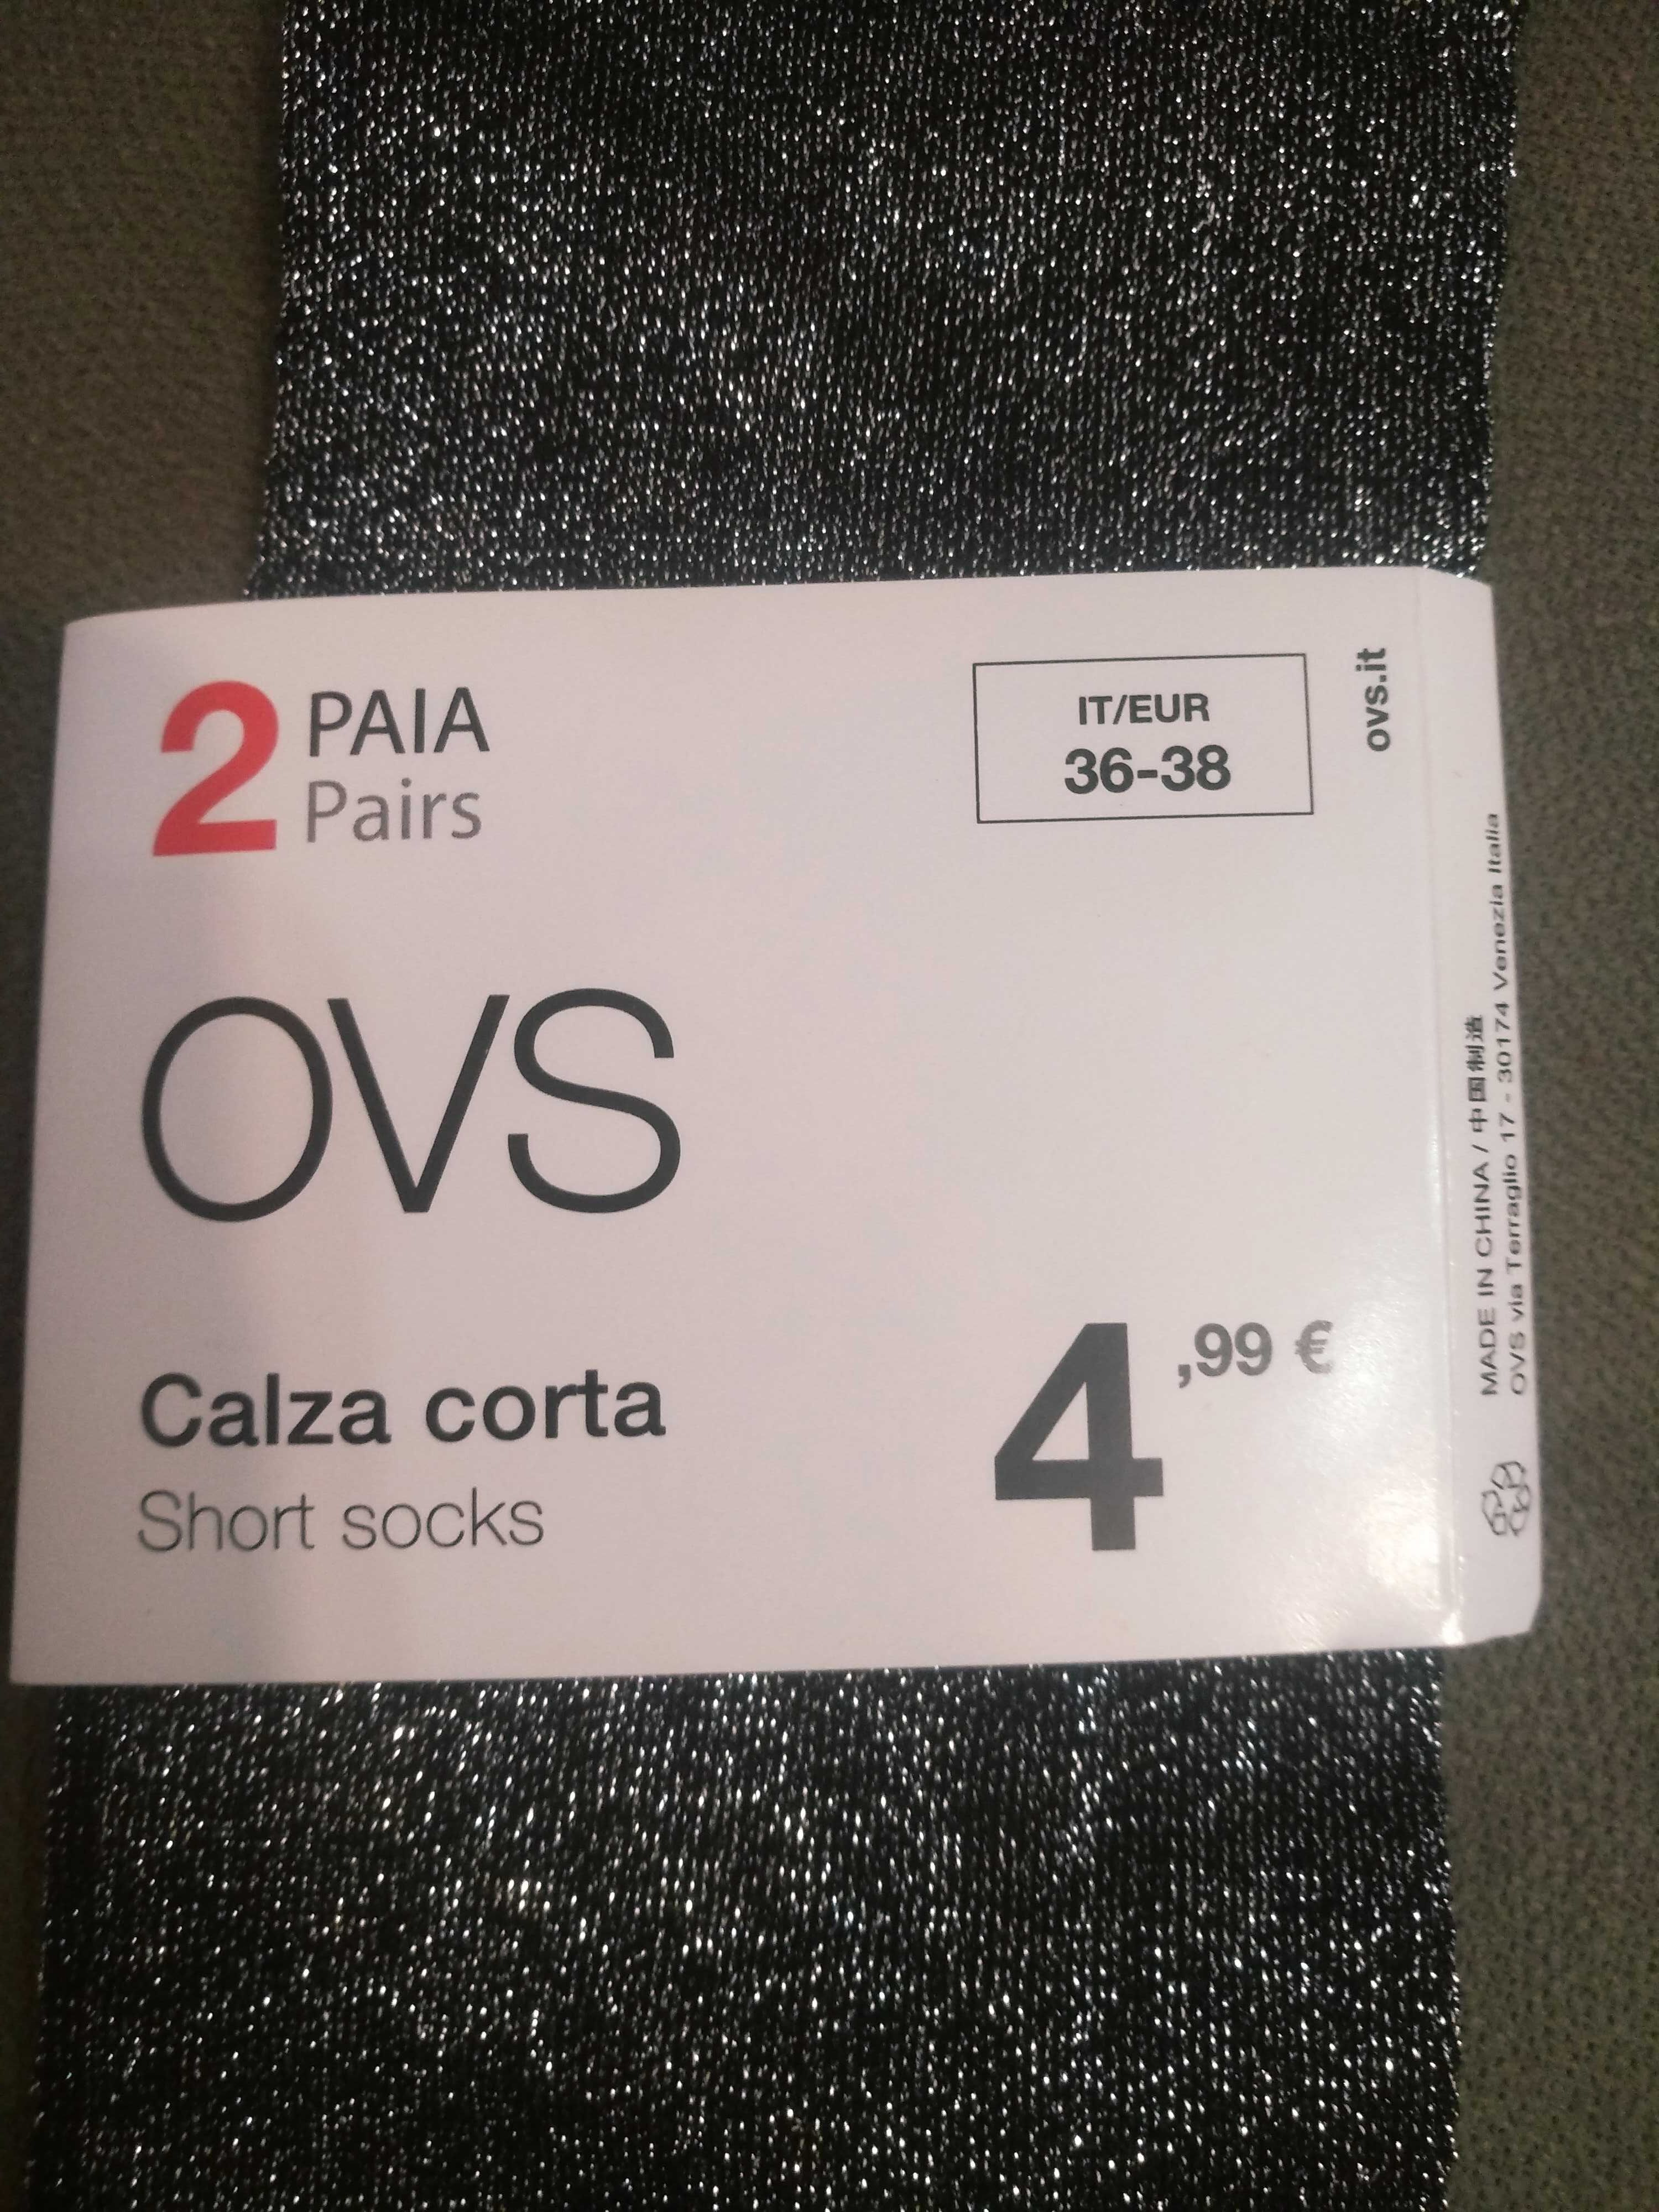 2 PAIA
Pairs
IT/EUR
36-38
ovs.it
OVS
Calza corta
Short socks
4,99 €
MADE IN CHINA / 中国制造
OVS via Terraglio 17 - 30174 Venezia Italia